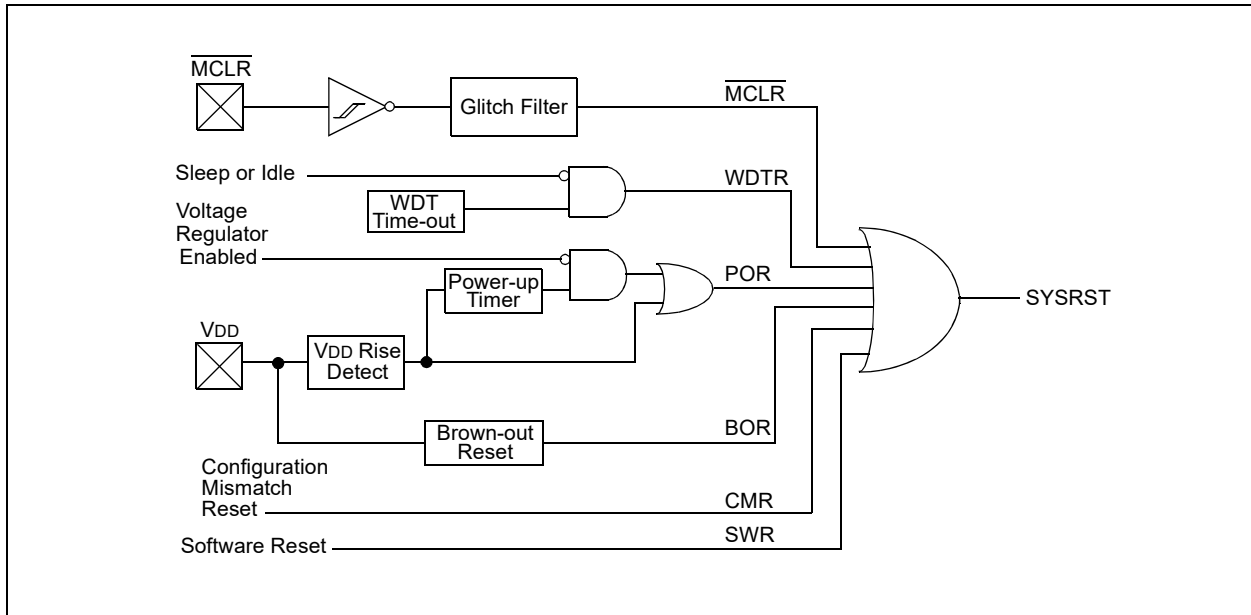 MCLR
Glitch Filter
MCLR
Sleep or Idle
WDT
Time-out
WDTR
Voltage
Regulator
Enabled
Power-up
Timer
POR
SYSRST
VDD
VDD Rise
Detect
Brown-out
Reset
BOR
Configuration
Mismatch
Reset
CMR
Software Reset
SWR